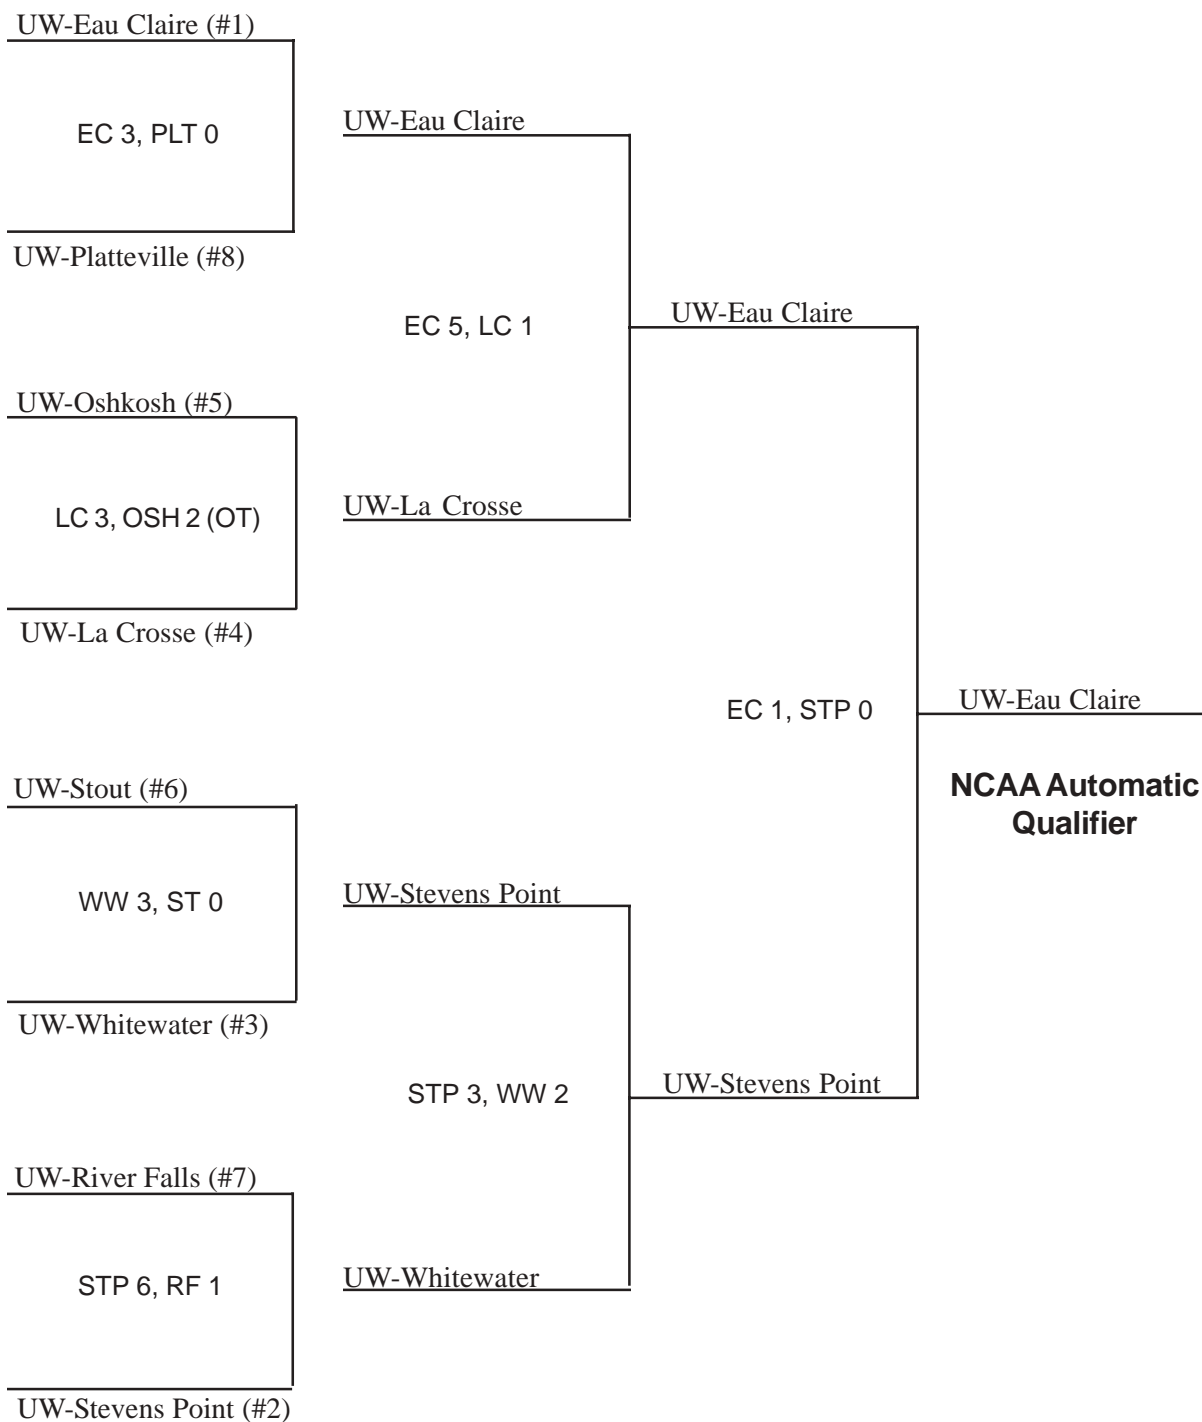 UW-Eau Claire (#1)
EC 3, PLT 0
UW-Eau Claire
UW-Platteville (#8)
EC 5, LC 1
UW-Eau Claire
UW-Oshkosh (#5)
LC 3, OSH 2 (OT)
UW-La Crosse
UW-La Crosse (#4)
EC 1, STP 0
UW-Eau Claire
NCAA Automatic
Qualifier
UW-Stout (#6)
WW 3, ST 0
UW-Stevens Point
UW-Whitewater (#3)
STP 3, WW 2
UW-Stevens Point
UW-River Falls (#7)
STP 6, RF 1
UW-Whitewater
UW-Stevens Point (#2)